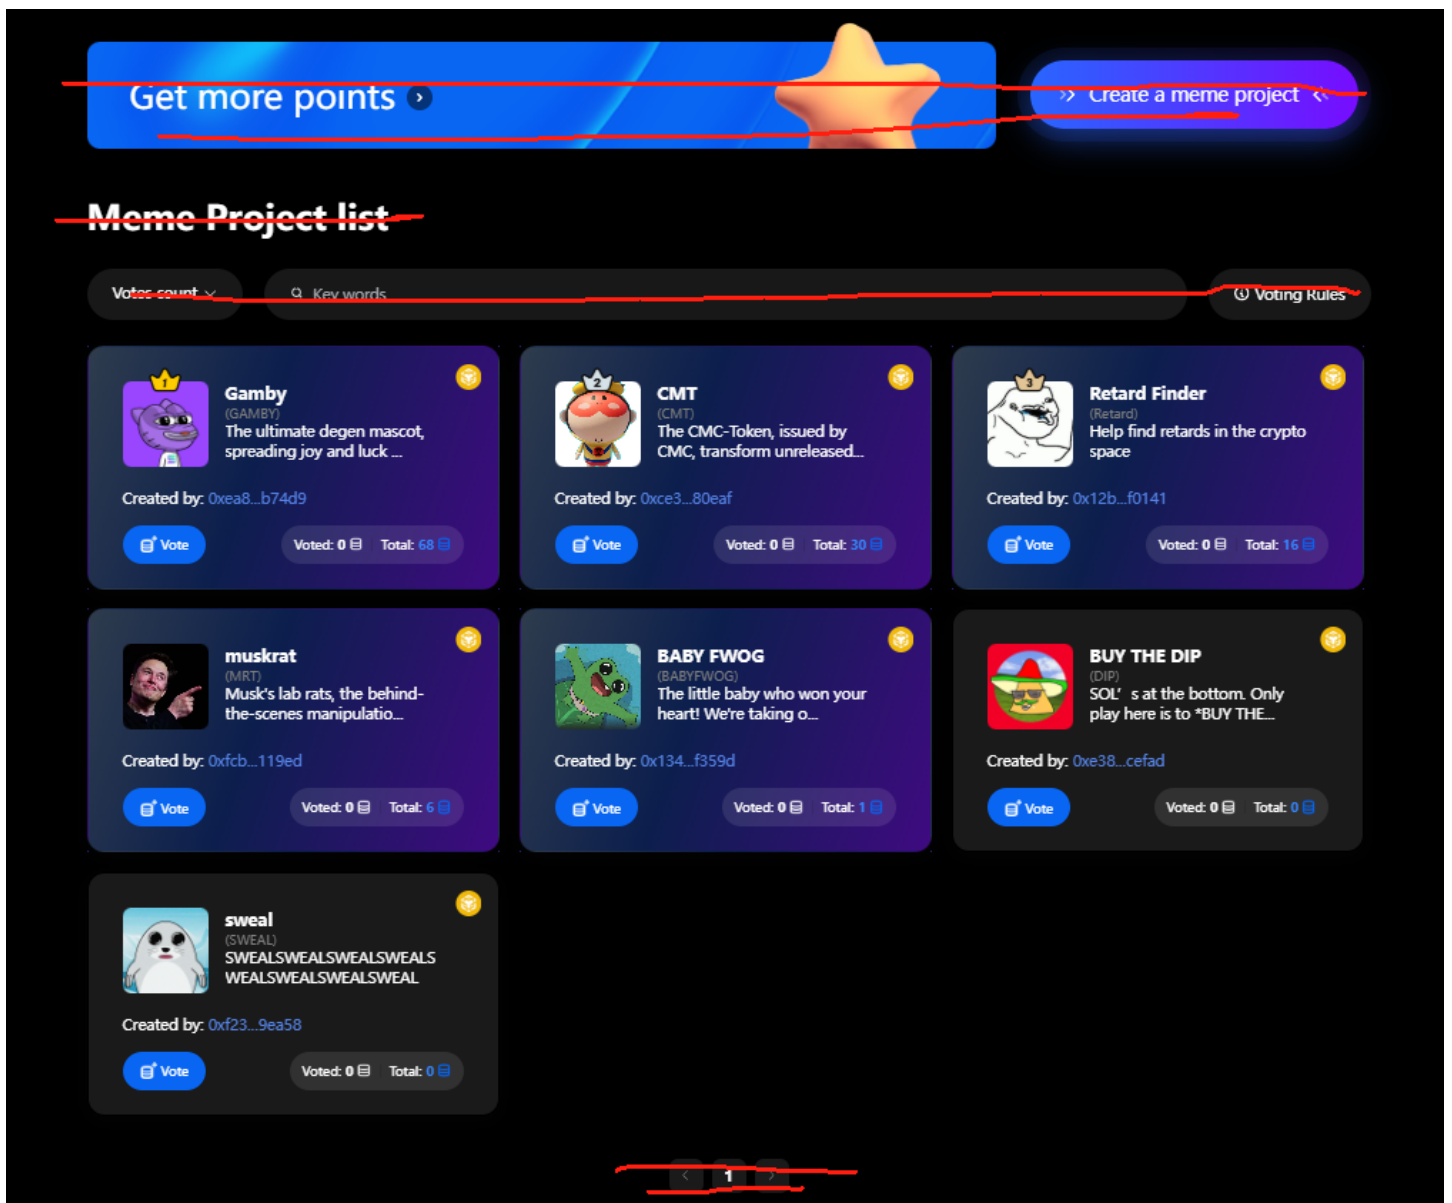 Get more points
Create a meme project
Meme Project list
Votes count
Key words
Voting Rules
1
Gamby
(GAMBY)
The ultimate degen mascot,
spreading joy and luck ...
Created by: 0xea8...b74d9
Vote
Voted: 0
Total: 68
2
CMT
(CMT)
The CMC-Token, issued by
CMC, transform unreleased...
Created by: 0xce3...80eaf
Vote
Voted: 0
Total: 30
3
Retard Finder
(Retard)
Help find retards in the crypto
space
Created by: 0x12b...f0141
Vote
Voted: 0
Total: 16
muskrat
(MRT)
Musk's lab rats, the behind-
the-scenes manipulatio...
Created by: 0xfcb...119ed
Vote
Voted: 0
Total: 6
BABY FWOG
(BABYFWOG)
The little baby who won your
heart! We're taking o...
Created by: 0x134...f359d
Vote
Voted: 0
Total: 1
BUY THE DIP
(DIP)
SOL’s at the bottom. Only
play here is to *BUY THE...
Created by: 0xe38...cefad
Vote
Voted: 0
Total: 0
sweal
(SWEAL)
SWEALSWEALSWEALSWEALS
WEALSWEALSWEALSWEAL
Created by: 0xf23...9ea58
Vote
Voted: 0
Total: 0
1